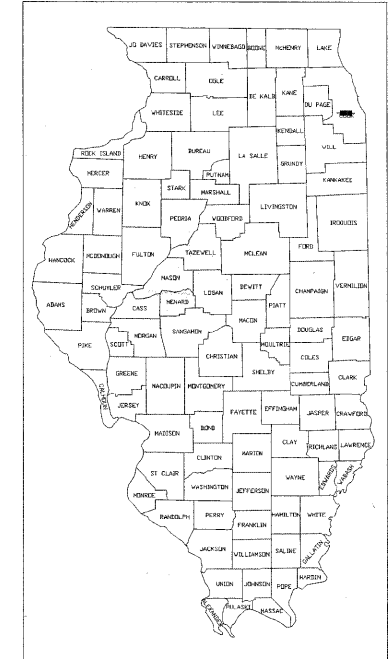 JO DAVIES STEPHENSON WINNEBAGO BOONE McHENRY LAKE
CARROLL OGLE DE KALB KANE
DU PAGE
WHITESIDE LEE
KENDALL WILL
ROCK ISLAND HENRY BUREAU LA SALLE GRUNDY
MERCER PUTNAM KANKAKEE
STARK MARSHALL
HENDERSON WARREN KNOX LIVINGSTON
PEORIA WOODFORD IROQUOIS
HANCOCK McDONOUGH FULTON TAZEWELL McLEAN FORD
MASON
SCHUYLER LOGAN DEWITT CHAMPAIGN VERMILION
ADAMS BROWN CASS MENARD PIATT
MACON
PIKE SCOTT MORGAN SANGAMON DOUGLAS EDGAR
MOULTRIE
CHRISTIAN COLES
GREENE SHELBY
CALHOUN MACOUPIN MONTGOMERY CUMBERLAND CLARK
JERSEY
FAYETTE EFFINGHAM JASPER CRAWFORD
MADISON BOND
CLAY RICHLAND LAWRENCE
CLINTON MARION
ST CLAIR WAYNE EDWARDS WABASH
WASHINGTON JEFFERSON
MONROE
RANDOLPH PERRY HAMILTON WHITE
FRANKLIN
JACKSON WILLIAMSON SALINE GALLATIN
UNION JOHNSON POPE HARDIN
ALEXANDER PULASKI MASSAC